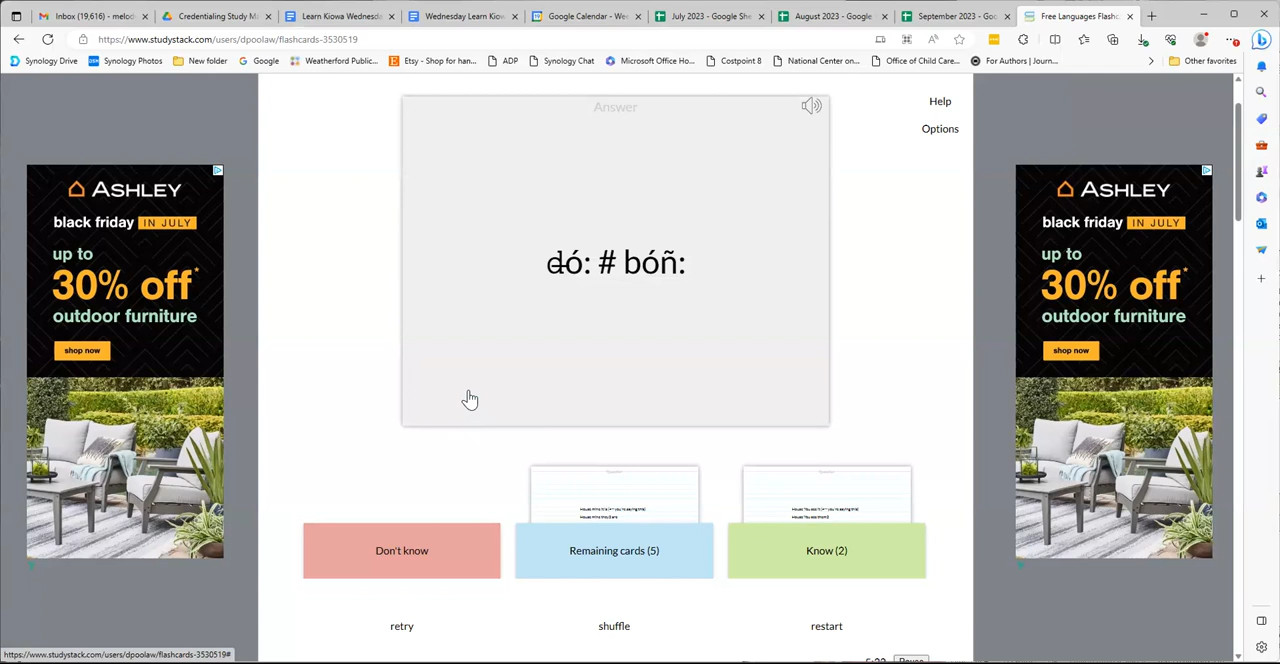 Inbox (19,616) - melod
Credentialing Study Ma
Learn Kiowa Wednesda
Wednesday Learn Kiow
Google Calendar - We
July 2023 - Google She
August 2023 - Google
September 2023 - Goo
Free Languages Flashc
https://www.studystack.com/users/dpoolaw/flashcards-3530519
Synology Drive
Synology Photos
New folder
Google
Weatherford Public...
Etsy - Shop for han...
ADP
Synology Chat
Microsoft Office Ho...
Costpoint 8
National Center on...
Office of Child Care...
For Authors | Journ...
Other favorites
Answer
Help
Options
ASHLEY
black friday IN JULY
up to
30% off*
outdoor furniture
shop now
đó: # bóñ:
ASHLEY
black friday IN JULY
up to
30% off*
outdoor furniture
shop now
Don't know
Remaining cards (5)
Know (2)
retry
shuffle
restart
Pause
https://www.studystack.com/users/dpoolaw/flashcards-3530519#